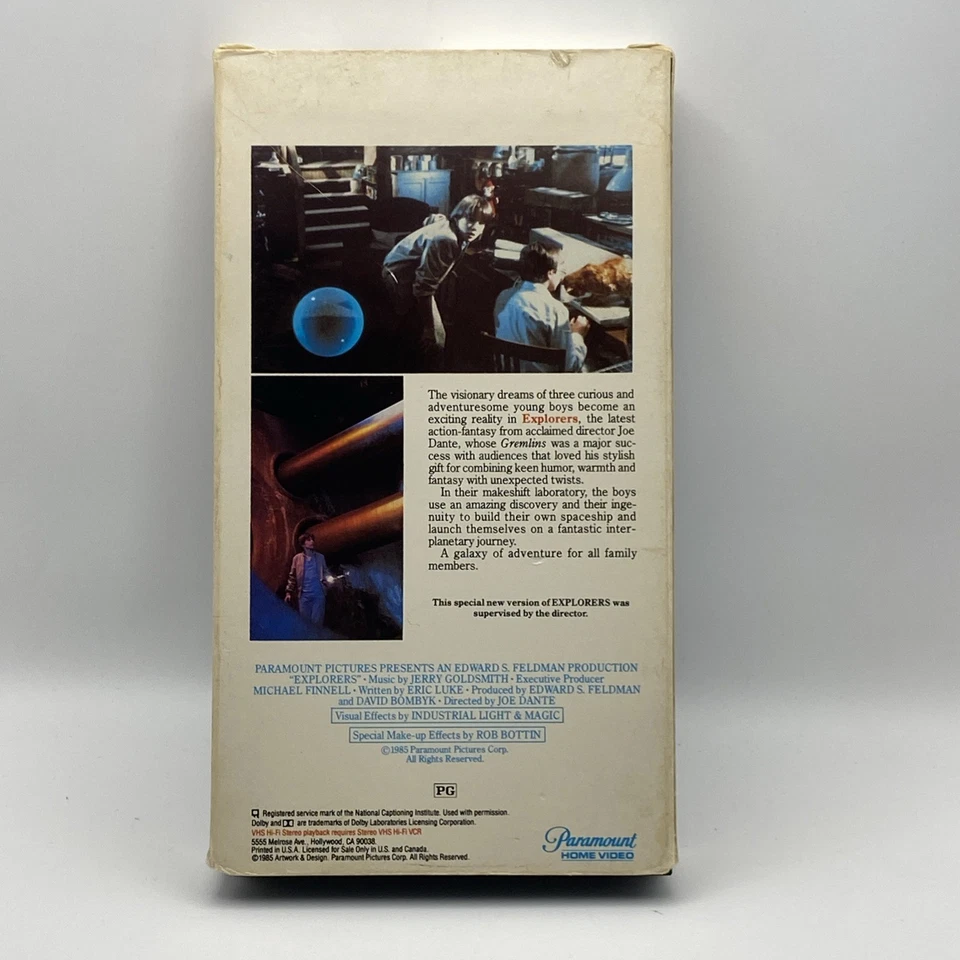 The visionary dreams of three curious and
adventuresome young boys become an
exciting reality in Explorers, the latest
action-fantasy from acclaimed director Joe
Dante, whose Gremlins was a major suc-
cess with audiences that loved his stylish
gift for combining keen humor, warmth and
fantasy with unexpected twists.
In their makeshift laboratory, the boys
use an amazing discovery and their inge-
nuity to build their own spaceship and
launch themselves on a fantastic inter-
planetary journey.
A galaxy of adventure for all family
members.
This special new version of EXPLORERS was
supervised by the director.
PARAMOUNT PICTURES PRESENTS AN EDWARD S. FELDMAN PRODUCTION
"EXPLORERS" · Music by JERRY GOLDSMITH · Executive Producer
MICHAEL FINNELL · Written by ERIC LUKE · Produced by EDWARD S. FELDMAN
and DAVID BOMBYK · Directed by JOE DANTE
Visual Effects by INDUSTRIAL LIGHT & MAGIC
Special Make-up Effects by ROB BOTTIN
©1985 Paramount Pictures Corp.
All Rights Reserved.
PG
Registered service mark of the National Captioning Institute. Used with permission.
Dolby and are trademarks of Dolby Laboratories Licensing Corporation.
VHS Hi-Fi Stereo playback requires Stereo VHS Hi-Fi VCR
5555 Melrose Ave., Hollywood, CA 90038.
Printed in U.S.A. Licensed for Sale Only in U.S. and Canada.
©1985 Artwork & Design. Paramount Pictures Corp. All Rights Reserved.
Paramount
HOME VIDEO